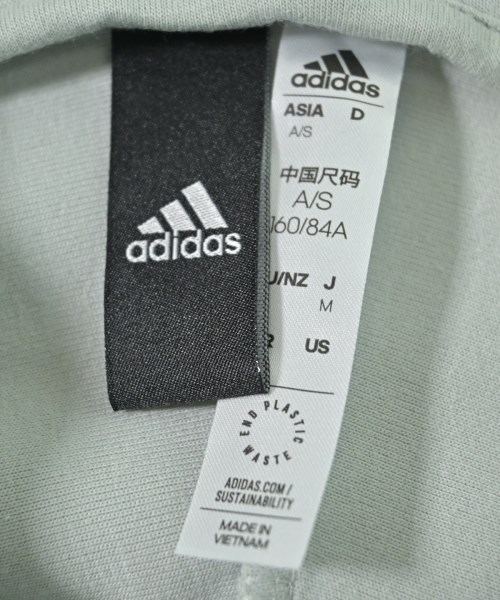 adidas
adidas
ASIA D
A/S
中国尺码
A/S
160/84A
/NZ J
M
US
END PLASTIC WASTE
ADIDAS.COM/
SUSTAINABILITY
MADE IN
VIETNAM